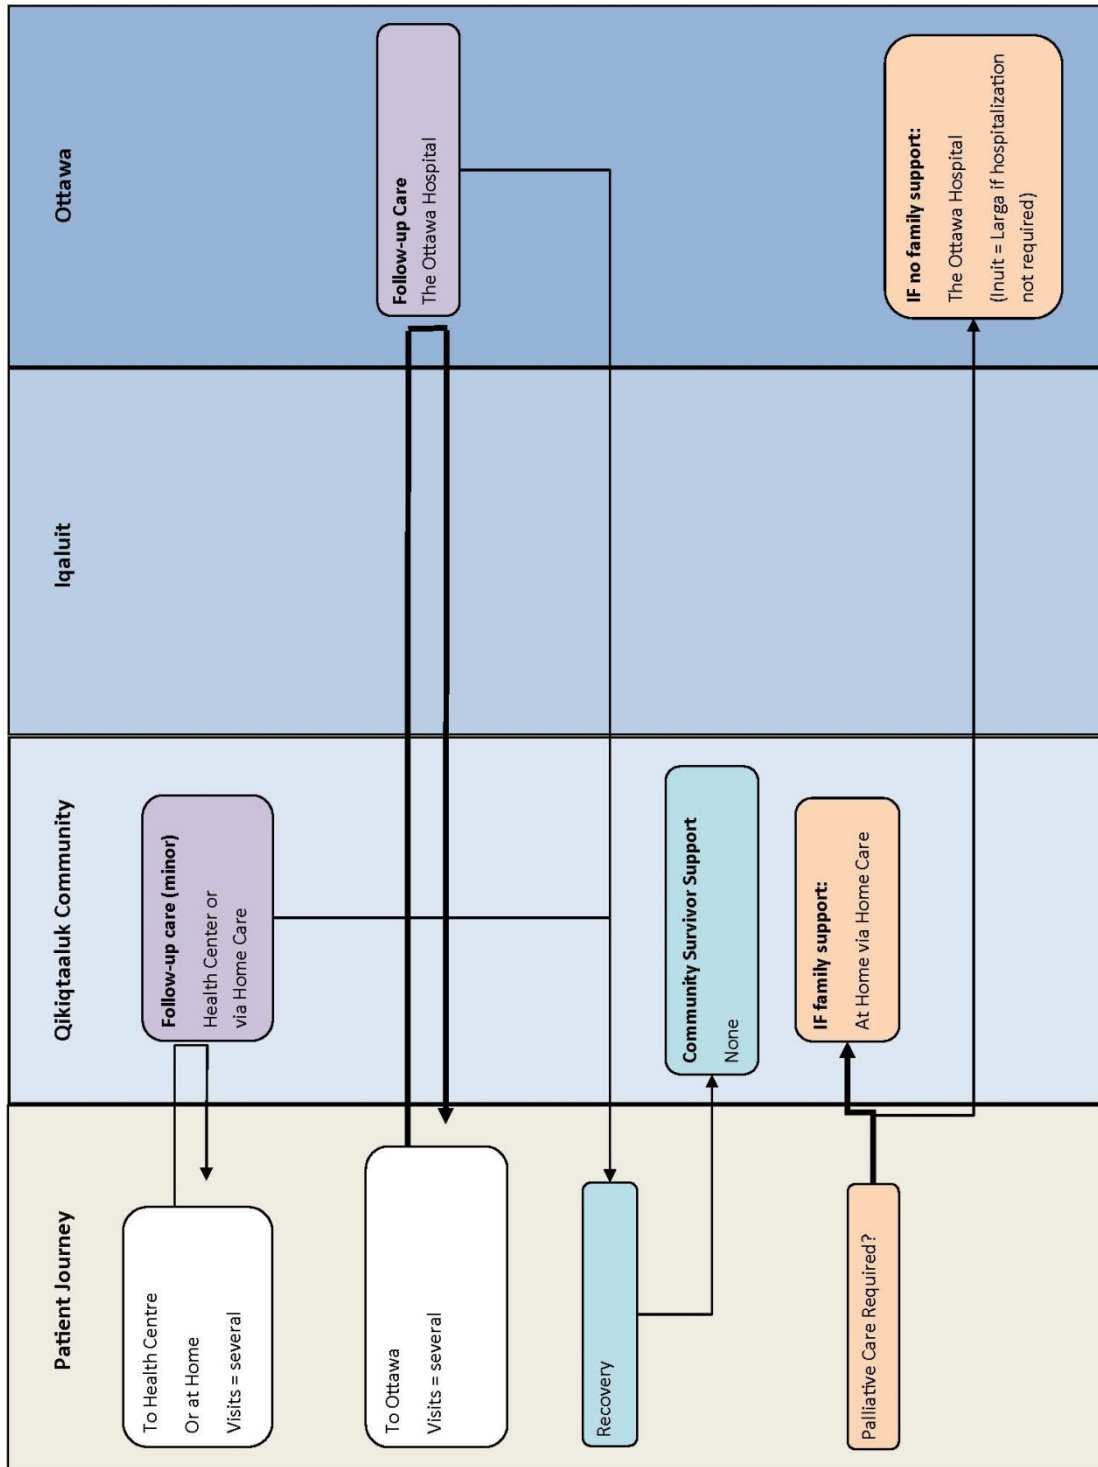 Patient Journey
Qikiqtaaluk Community
Iqaluit
Ottawa
To Health Centre
Or at Home
Visits = several
Follow-up care (minor)
Health Center or
via Home Care
To Ottawa
Visits = several
Follow-up Care
The Ottawa Hospital
Recovery
Community Survivor Support
None
Palliative Care Required?
IF family support:
At Home via Home Care
IF no family support:
The Ottawa Hospital
(Inuit = Larga if hospitalization
not required)